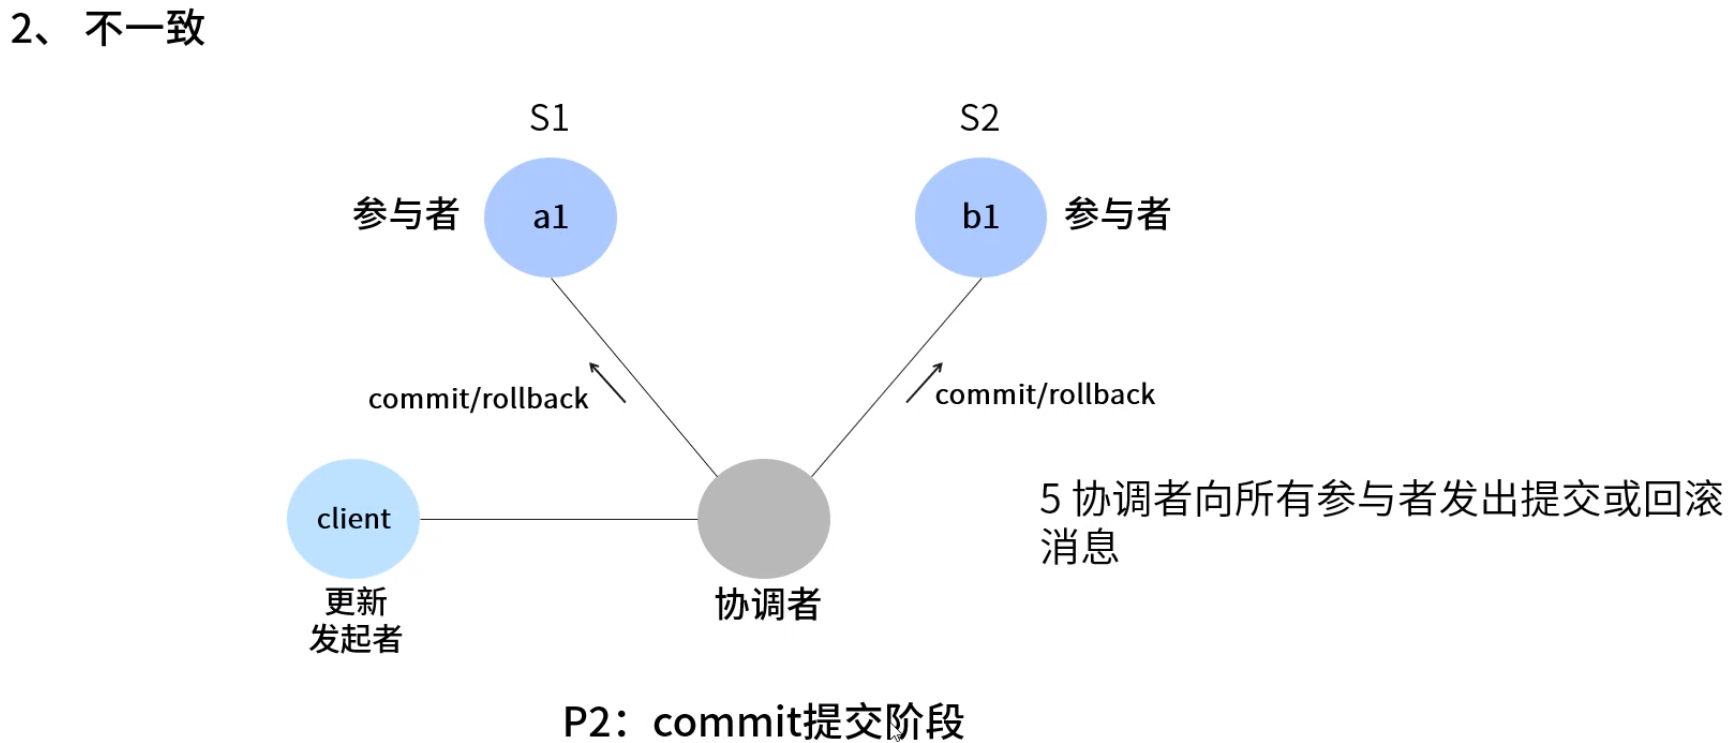 2、 不一致
S1
S2
参与者
a1
b1
参与者
commit/rollback
commit/rollback
client
5 协调者向所有参与者发出提交或回滚
消息
更新
发起者
协调者
P2：commit提交阶段